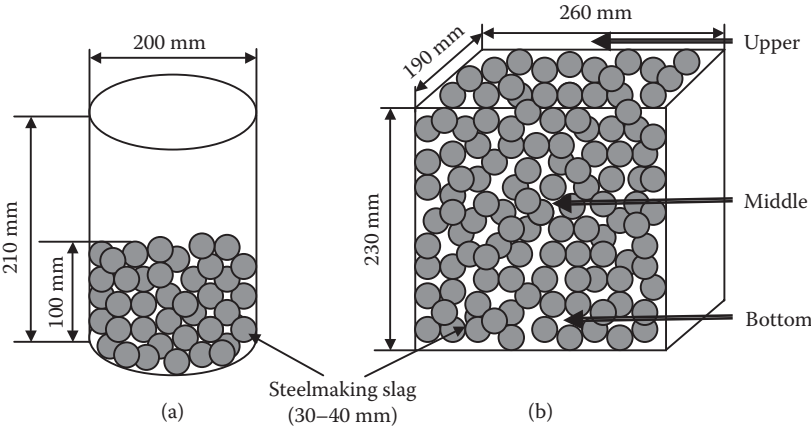 200 mm
210 mm
100 mm
(a)
260 mm
190 mm
230 mm
Upper
Middle
Bottom
Steelmaking slag
(30–40 mm)
(b)